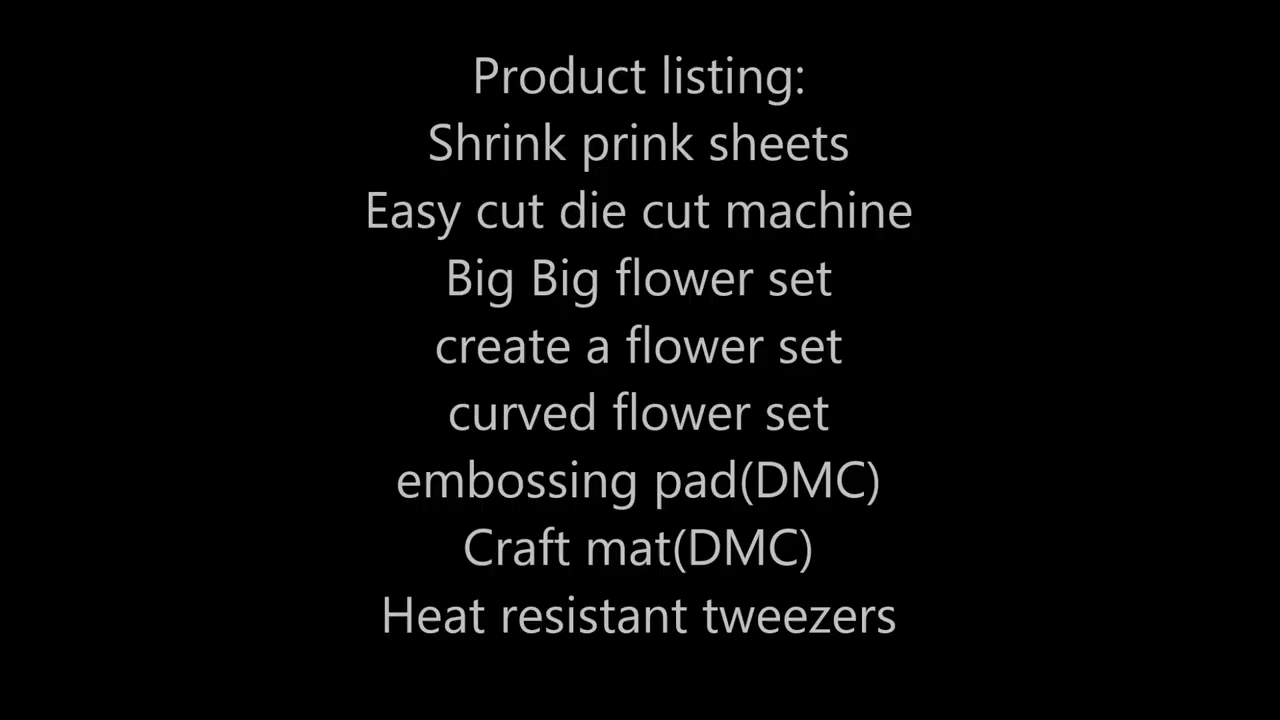 Product listing:
Shrink prink sheets
Easy cut die cut machine
Big Big flower set
create a flower set
curved flower set
embossing pad(DMC)
Craft mat(DMC)
Heat resistant tweezers